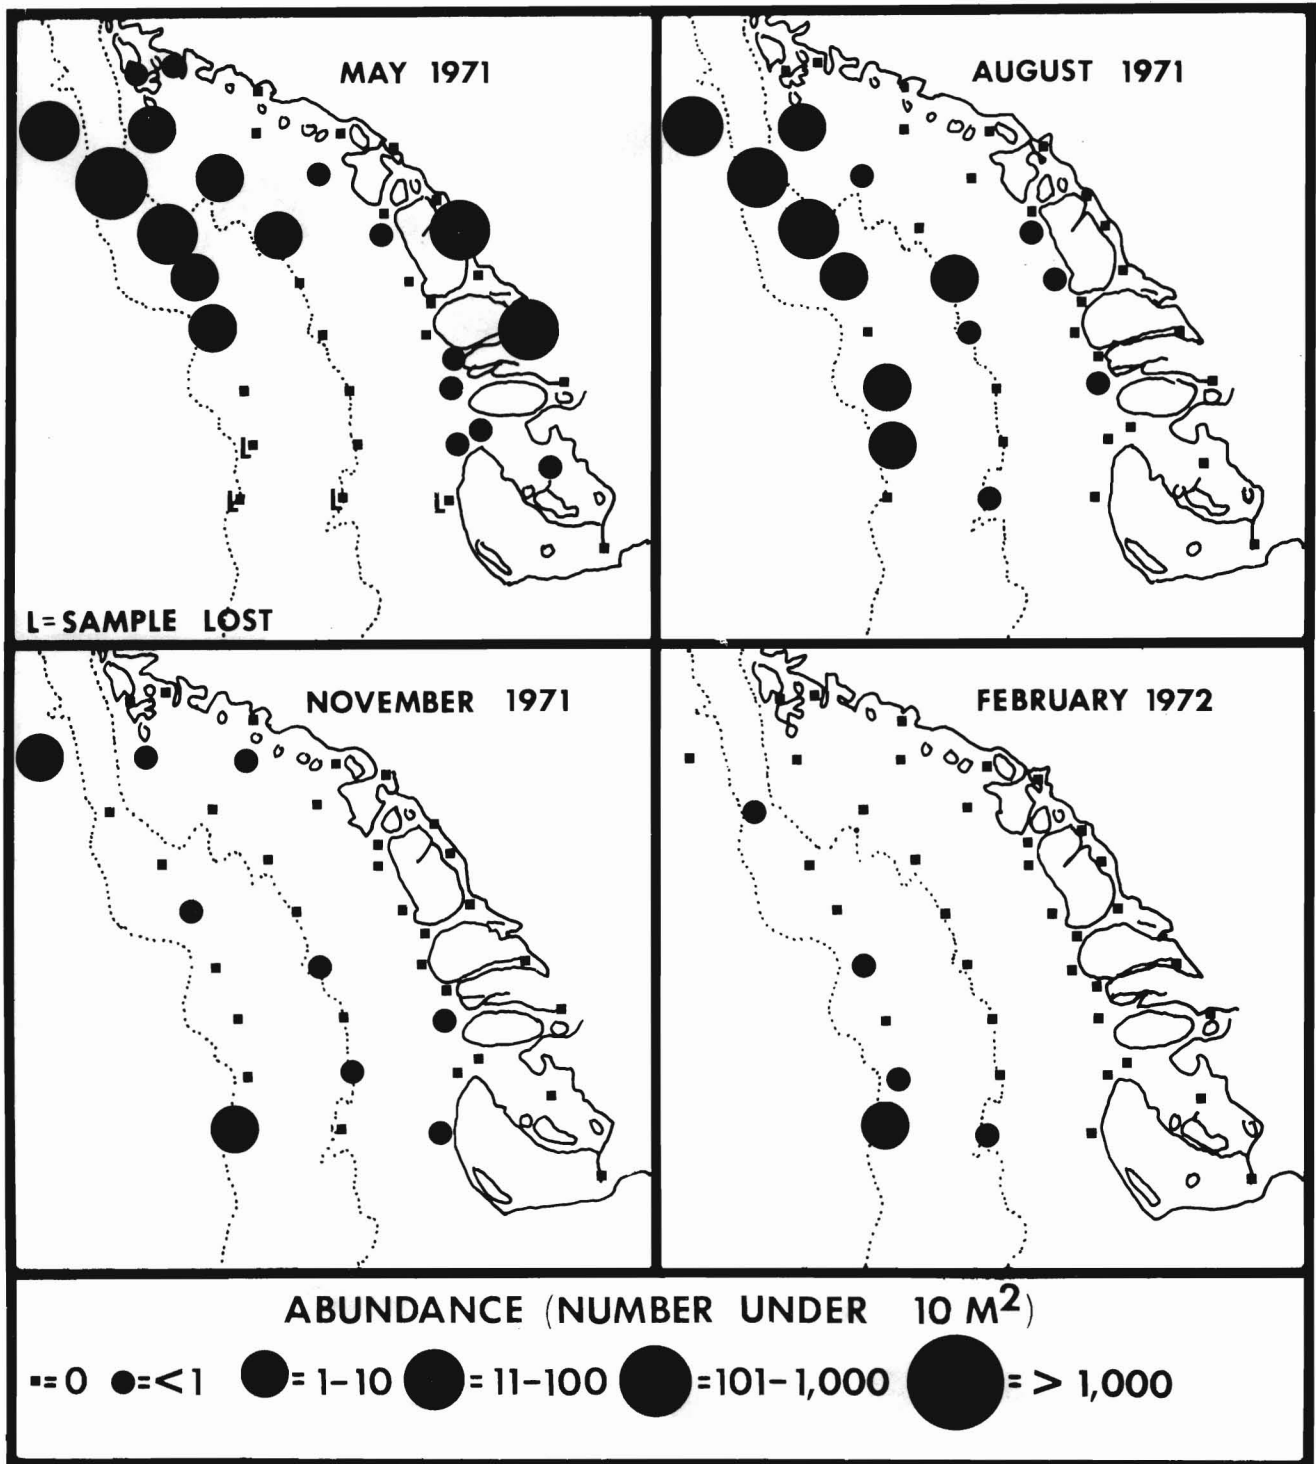 MAY 1971
AUGUST 1971
L
L
L
L
L= SAMPLE LOST
NOVEMBER 1971
FEBRUARY 1972
ABUNDANCE (NUMBER UNDER 10 M²)
▪= 0 ●=<1 ●= 1-10 ●= 11-100 ●=101-1,000 ●= > 1,000